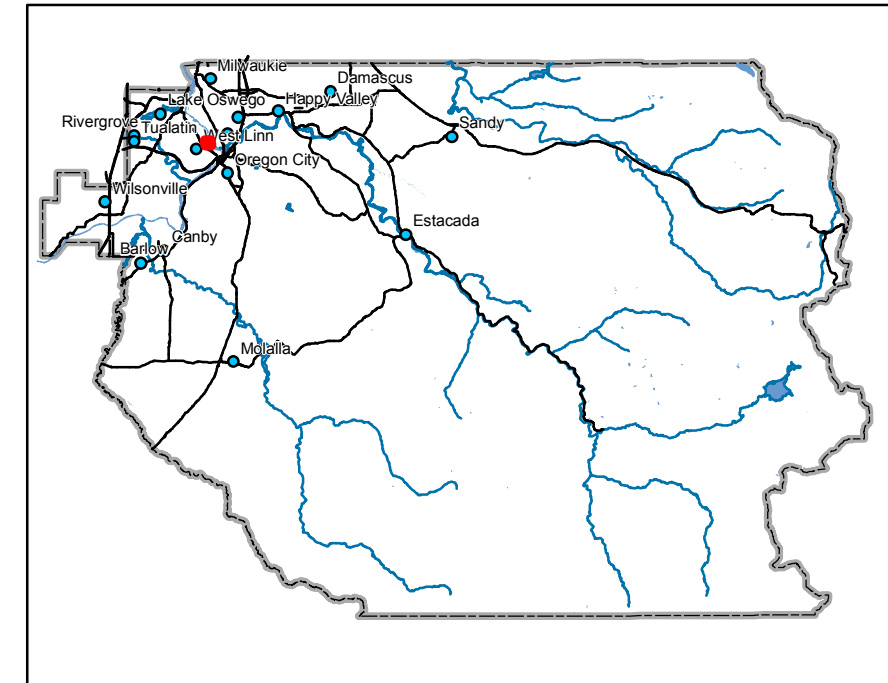 Milwaukie
Damascus
Lake Oswego
Happy Valley
Rivergrove
Tualatin
West Linn
Sandy
Oregon City
Wilsonville
Estacada
Canby
Barlow
Molalla